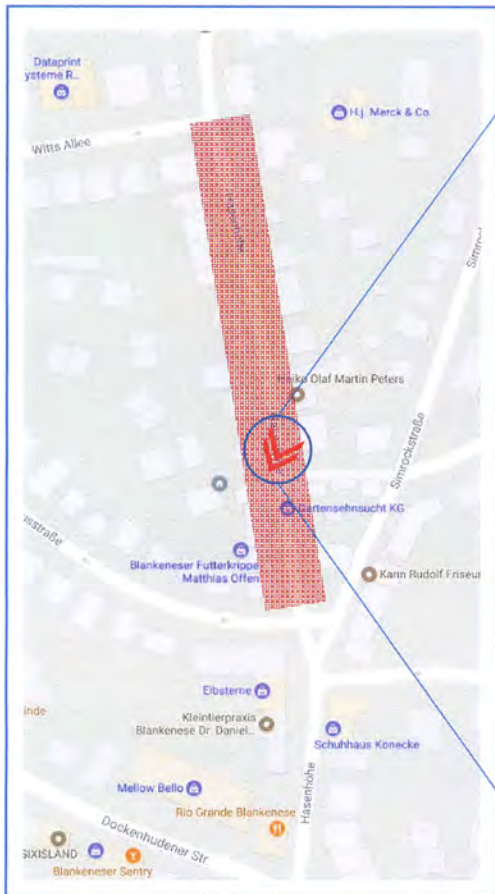 Dataprint
ysteme R...
H.j. Merck & Co.
Witts Allee
Simrockstraße
Olaf Martin Peters
Gartensehnsucht KG
Blankeneser Futterkrippe
Matthias Offen
Karin Rudolf Friseur
Elbsterne
Kleintierpraxis
Blankenese Dr. Daniel...
Schuhhaus Konecke
Hasenhöhe
Mellow Bello
Rio Grande Blankenese
Dockenhudener Str
SIXISLAND
Blankeneser Sentry